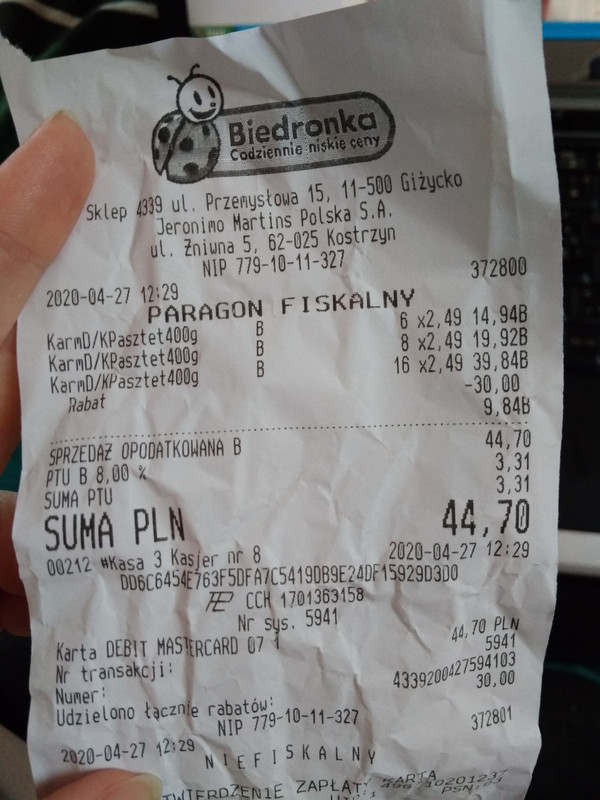 Biedronka
Codziennie niskie ceny
Sklep 4339 ul. Przemysłowa 15, 11-500 Giżycko
Jeronimo Martins Polska S.A.
ul. Żniwna 5, 62-025 Kostrzyn
NIP 779-10-11-327
2020-04-27 12:29 372800
PARAGON FISKALNY
KarmD/KPasztet400g B 6 x2,49 14,94B
KarmD/KPasztet400g B 8 x2,49 19,92B
KarmD/KPasztet400g B 16 x2,49 39,84B
Rabat -30,00
9,84B
SPRZEDAŻ OPODATKOWANA B 44,70
PTU B 8,00 % 3,31
SUMA PTU 3,31
SUMA PLN 44,70
00212 #Kasa 3 Kasjer nr 8 2020-04-27 12:29
DD6C6454E763F5DFA7C5419DB9E24DF15929D3D0
CCH 1701363158
Nr sys. 5941
Karta DEBIT MASTERCARD 07 1 44,70 PLN
Nr transakcji: 5941
Numer: 4339200427594103
Udzielono łącznie rabatów: 30,00
NIP 779-10-11-327
2020-04-27 12:29 372801
NIEFISKALNY
TWIERDZENIE ZAPŁATY KARTĄ